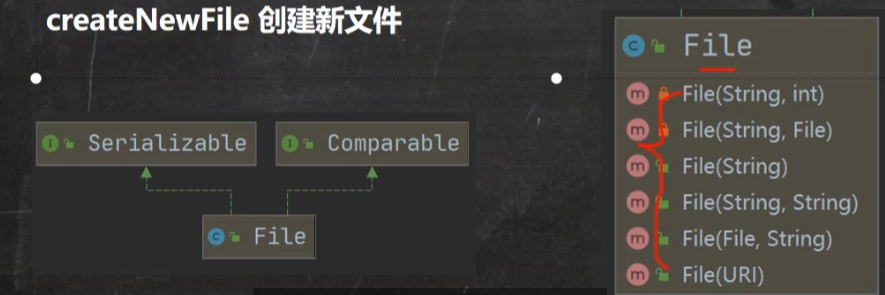 createNewFile 创建新文件
Serializable
Comparable
File
File
File(String, int)
File(String, File)
File(String)
File(String, String)
File(File, String)
File(URI)